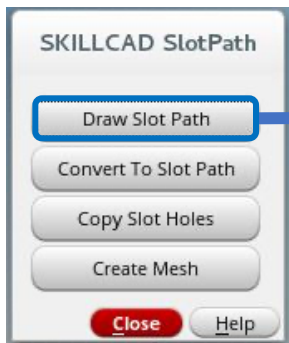 SKILLCAD SlotPath
Draw Slot Path
Convert To Slot Path
Copy Slot Holes
Create Mesh
Close Help